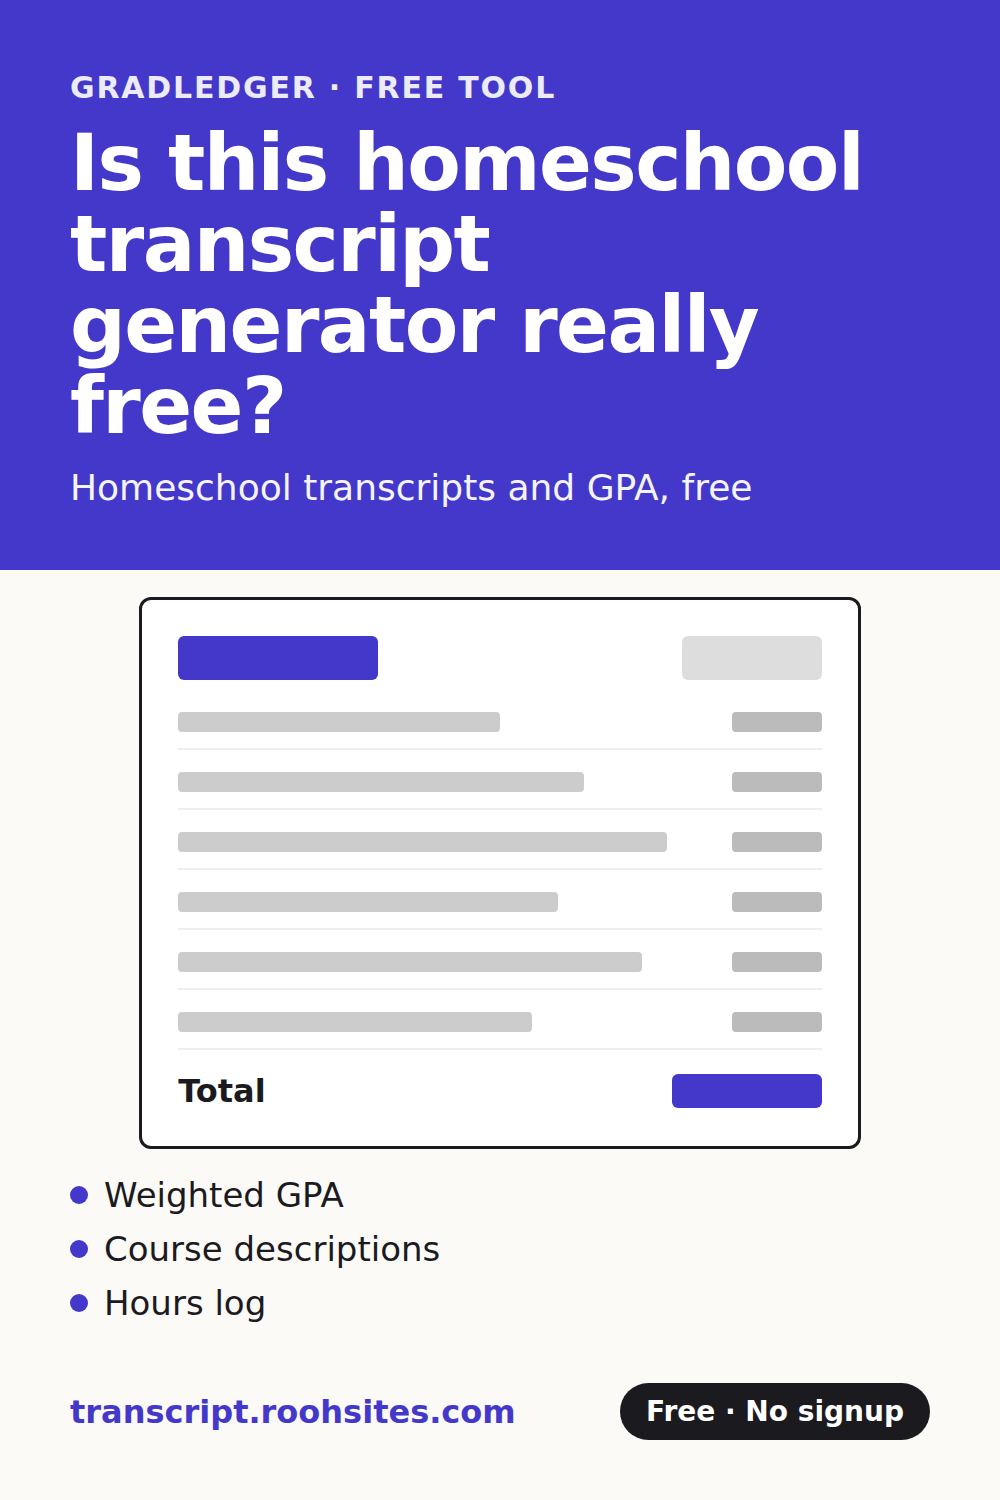 GRADLEDGER · FREE TOOL
Is this homeschool
transcript
generator really
free?
Homeschool transcripts and GPA, free
Total
Weighted GPA
Course descriptions
Hours log
transcript.roohsites.com
Free · No signup